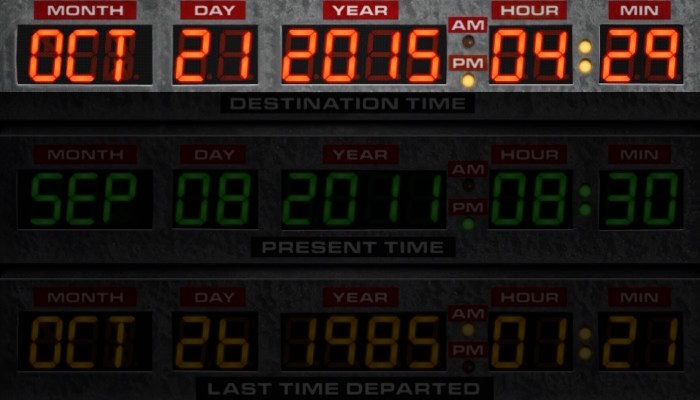 MONTH DAY YEAR AM HOUR MIN
OCT 21 2015 PM 04:29
DESTINATION TIME
MONTH DAY YEAR AM HOUR MIN
SEP 08 2011 PM 08:30
PRESENT TIME
MONTH DAY YEAR AM HOUR MIN
OCT 26 1985 PM 01:21
LAST TIME DEPARTED